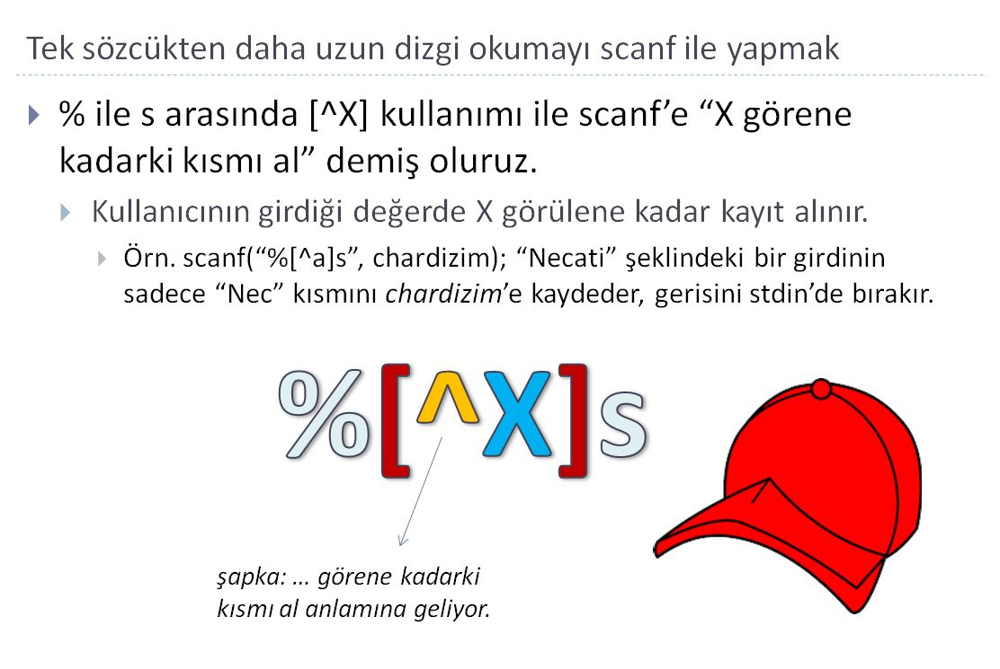 Tek sözcükten daha uzun dizgi okumayı scanf ile yapmak
% ile s arasında [^X] kullanımı ile scanf’e “X görene
kadarki kısmı al” demiş oluruz.
Kullanıcının girdiği değerde X görülene kadar kayıt alınır.
Örn. scanf(“%[^a]s”, chardizim); “Necati” şeklindeki bir girdinin
sadece “Nec” kısmını chardizim’e kaydeder, gerisini stdin’de bırakır.
%[^X]s
şapka: … görene kadarki
kısmı al anlamına geliyor.